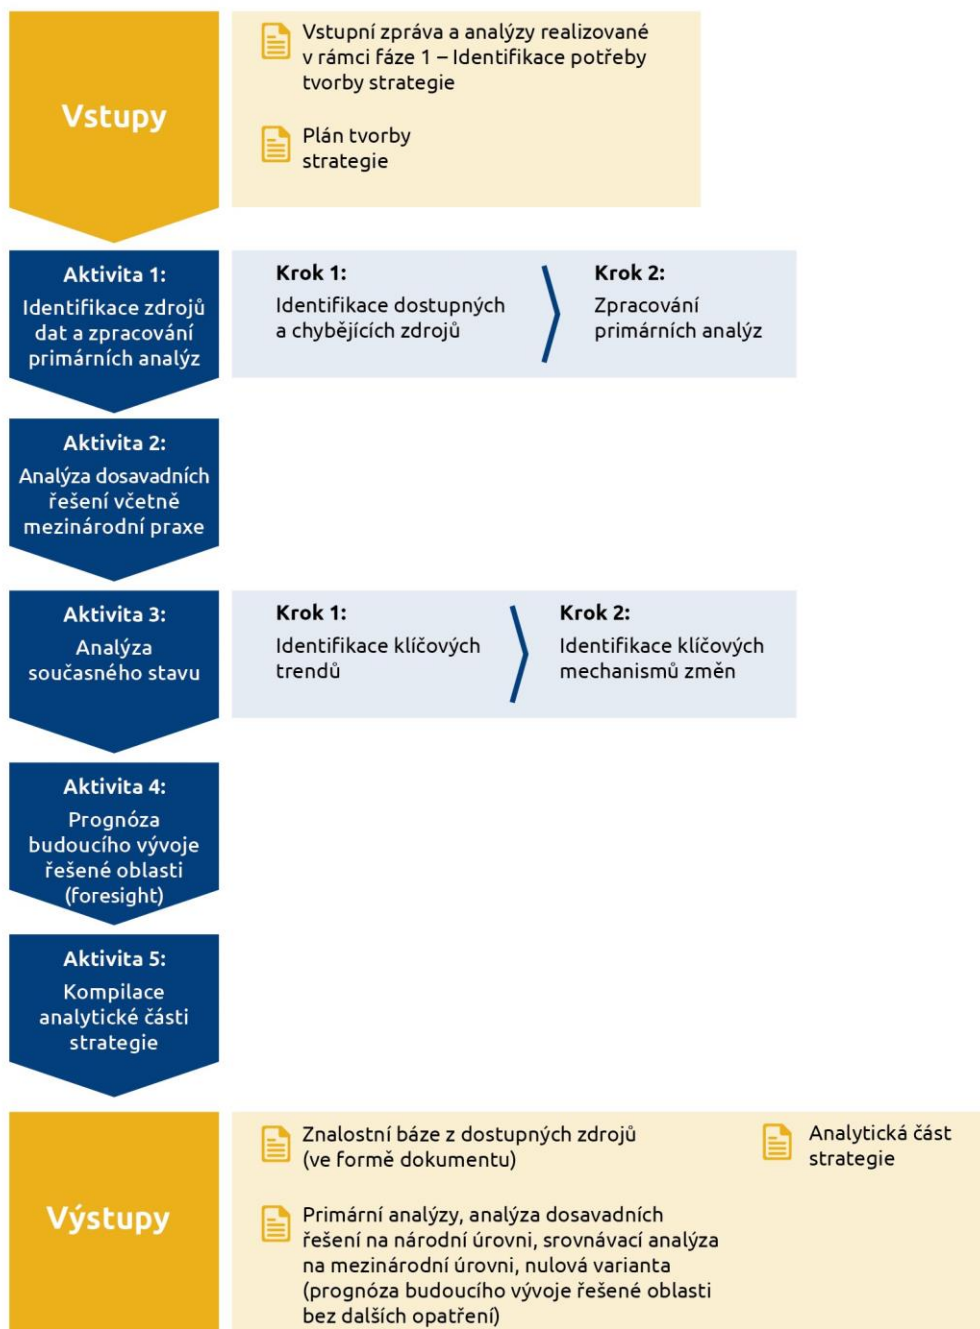 Vstupy
Vstupní zpráva a analýzy realizované
v rámci fáze 1 – Identifikace potřeby
tvorby strategie
Plán tvorby
strategie
Aktivita 1:
Identifikace zdrojů
dat a zpracování
primárních analýz
Krok 1:
Identifikace dostupných
a chybějících zdrojů
Krok 2:
Zpracování
primárních analýz
Aktivita 2:
Analýza dosavadních
řešení včetně
mezinárodní praxe
Aktivita 3:
Analýza
současného stavu
Krok 1:
Identifikace klíčových
trendů
Krok 2:
Identifikace klíčových
mechanismů změn
Aktivita 4:
Prognóza
budoucího vývoje
řešené oblasti
(foresight)
Aktivita 5:
Kompilace
analytické části
strategie
Výstupy
Znalostní báze z dostupných zdrojů
(ve formě dokumentu)
Primární analýzy, analýza dosavadních
řešení na národní úrovni, srovnávací analýza
na mezinárodní úrovni, nulová varianta
(prognóza budoucího vývoje řešené oblasti
bez dalších opatření)
Analytická část
strategie